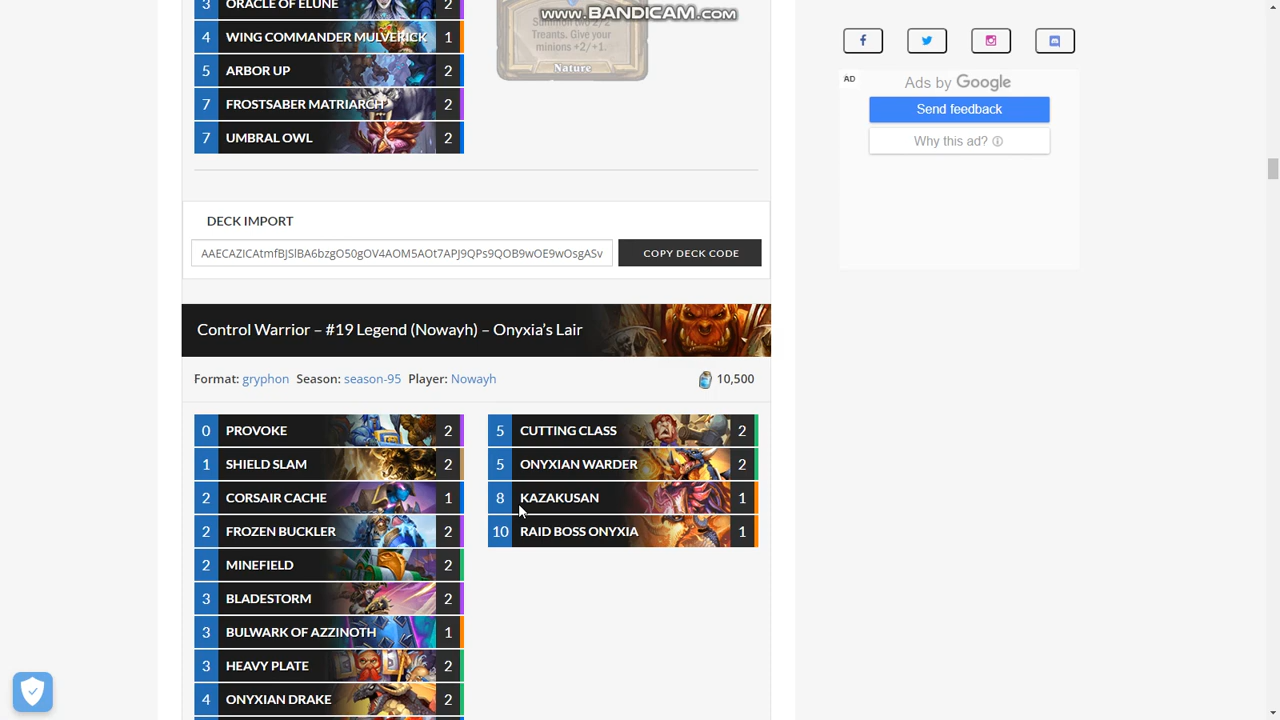 3 ORACLE OF ELUNE 2
4 WING COMMANDER MULVERICK 1
5 ARBOR UP 2
7 FROSTSABER MATRIARCH 2
7 UMBRAL OWL 2
www.BANDICAM.com
Summon two 2/2
Treants. Give your
minions +2/+1.
Nature
AD
Ads by Google
Send feedback
Why this ad?
DECK IMPORT
COPY DECK CODE
Control Warrior – #19 Legend (Nowayh) – Onyxia's Lair
Format: gryphon Season: season-95 Player: Nowayh 10,500
0 PROVOKE 2
1 SHIELD SLAM 2
2 CORSAIR CACHE 1
2 FROZEN BUCKLER 2
2 MINEFIELD 2
3 BLADESTORM 2
3 BULWARK OF AZZINOTH 1
3 HEAVY PLATE 2
4 ONYXIAN DRAKE 2
5 CUTTING CLASS 2
5 ONYXIAN WARDER 2
8 KAZAKUSAN 1
10 RAID BOSS ONYXIA 1